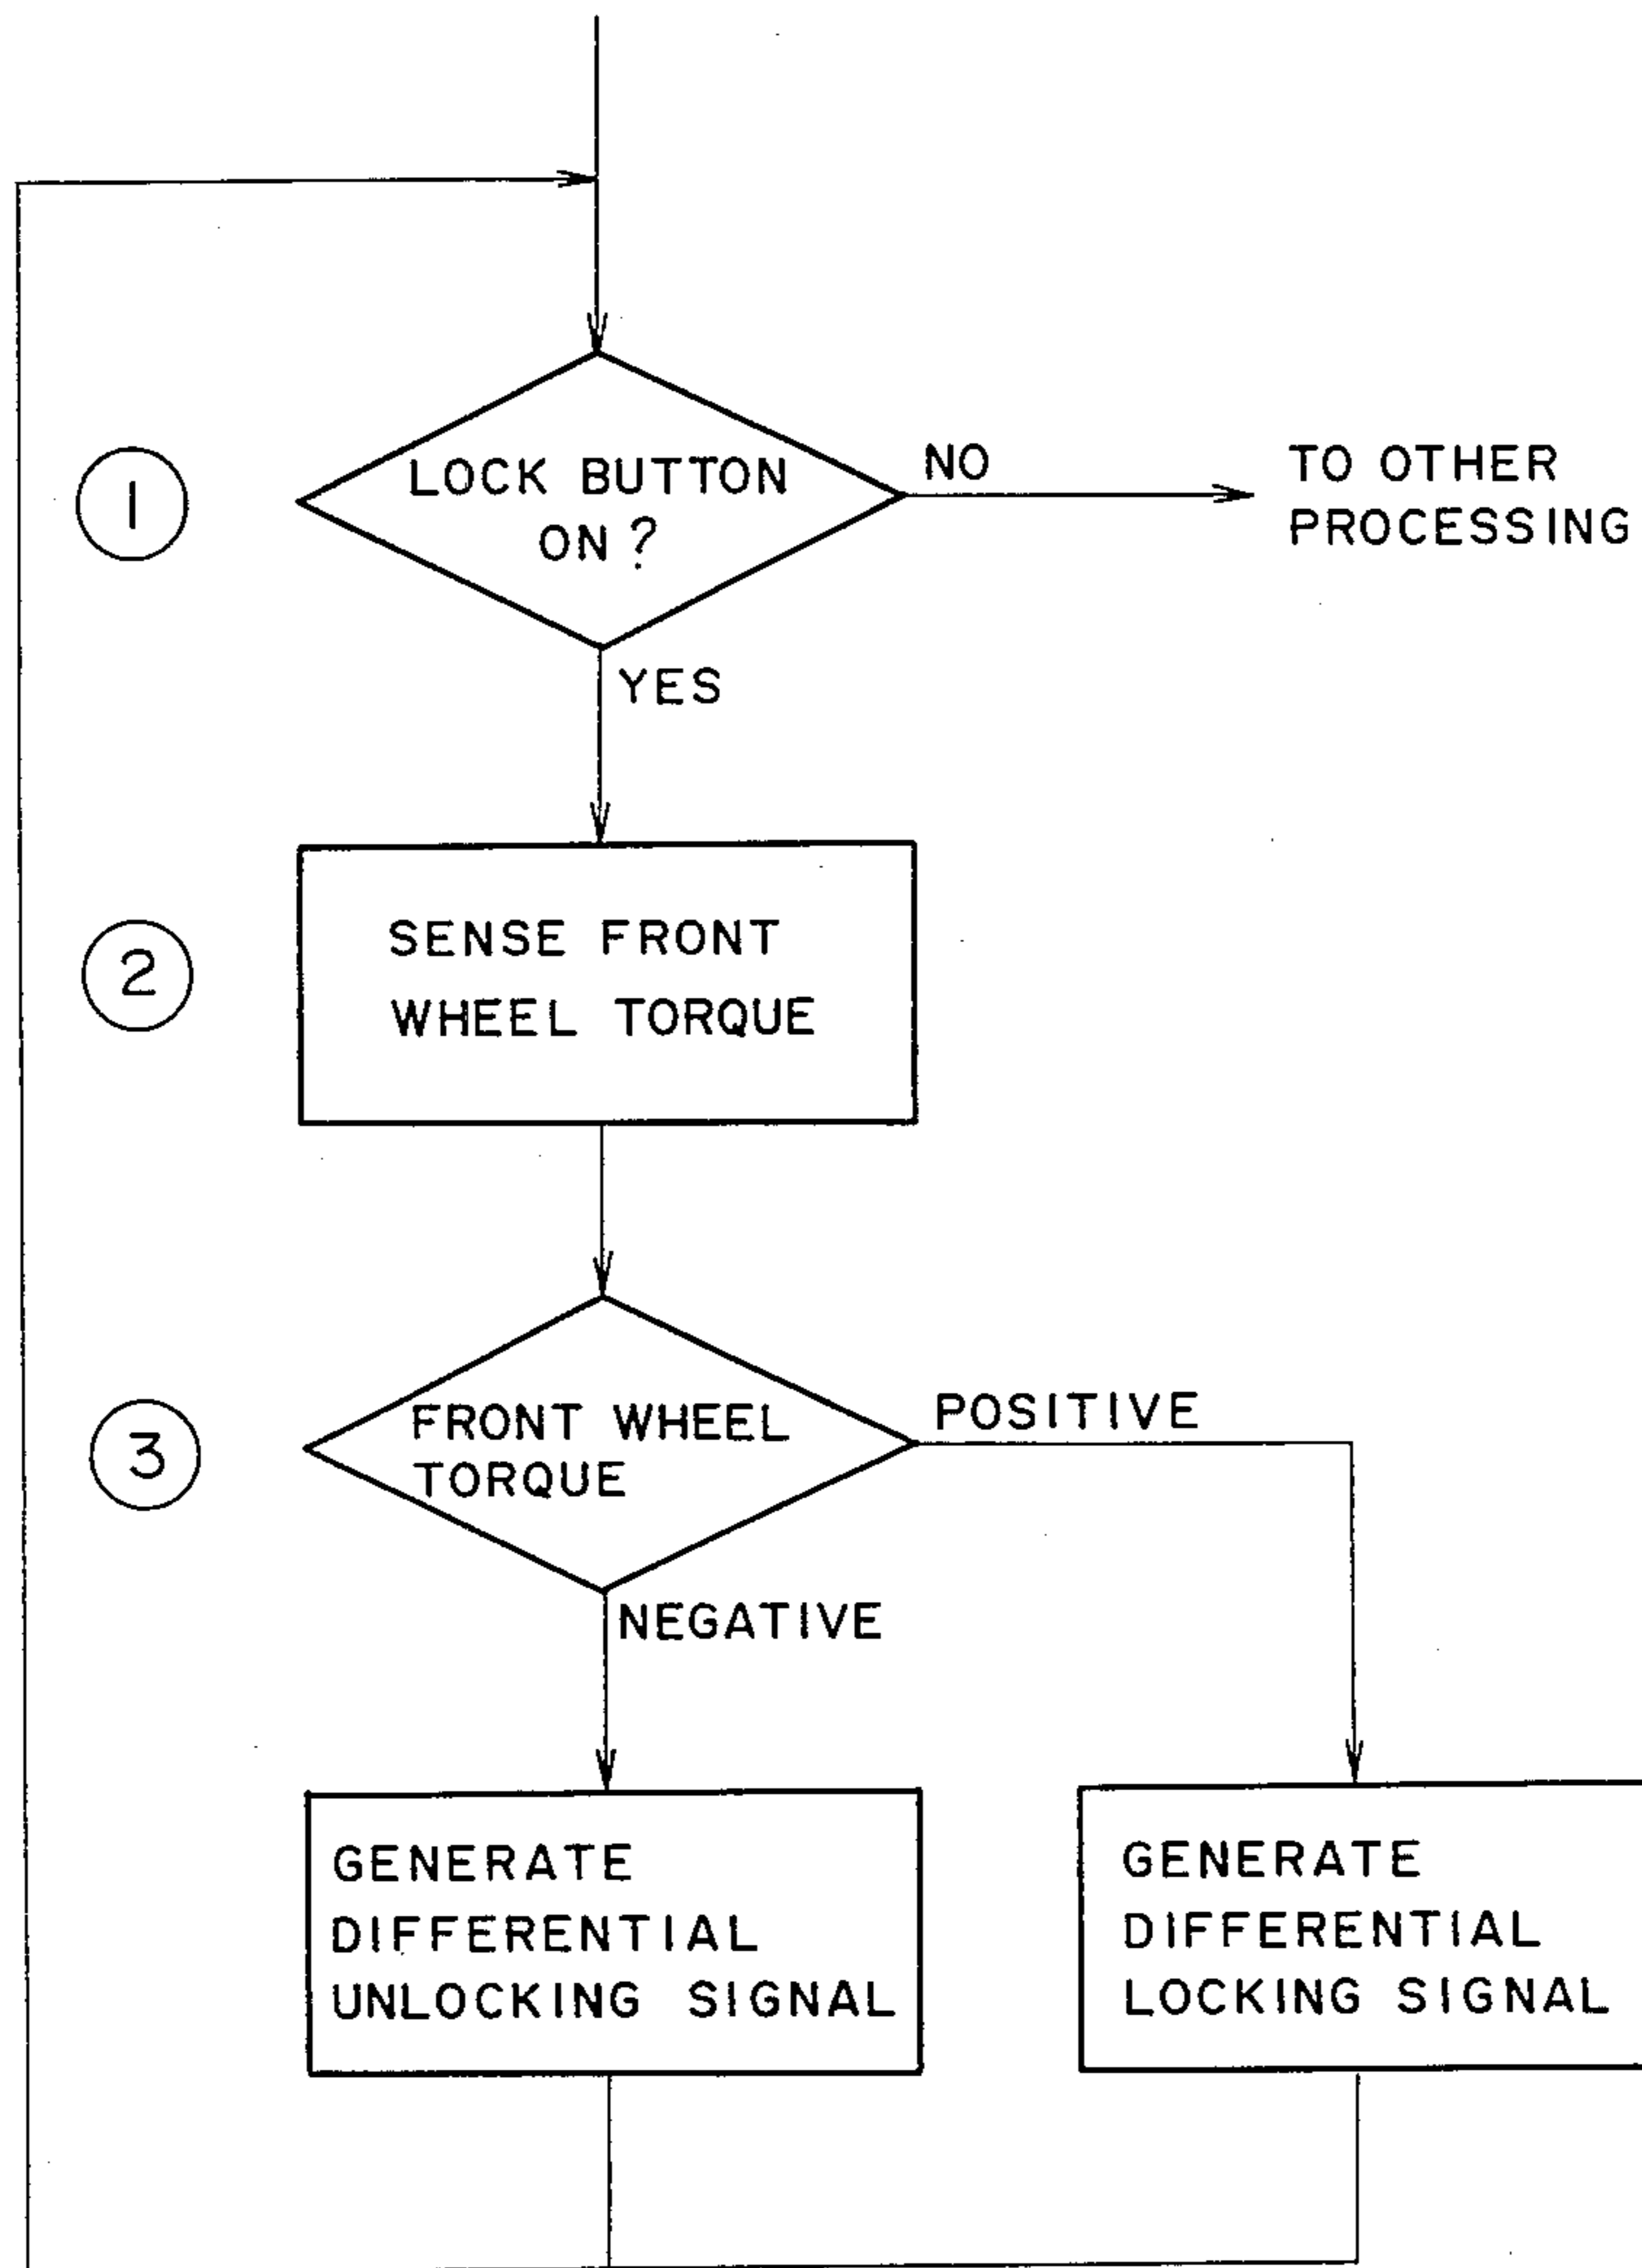 1
LOCK BUTTON
ON?
NO
TO OTHER
PROCESSING
YES
2
SENSE FRONT
WHEEL TORQUE
3
FRONT WHEEL
TORQUE
POSITIVE
NEGATIVE
GENERATE
DIFFERENTIAL
UNLOCKING SIGNAL
GENERATE
DIFFERENTIAL
LOCKING SIGNAL